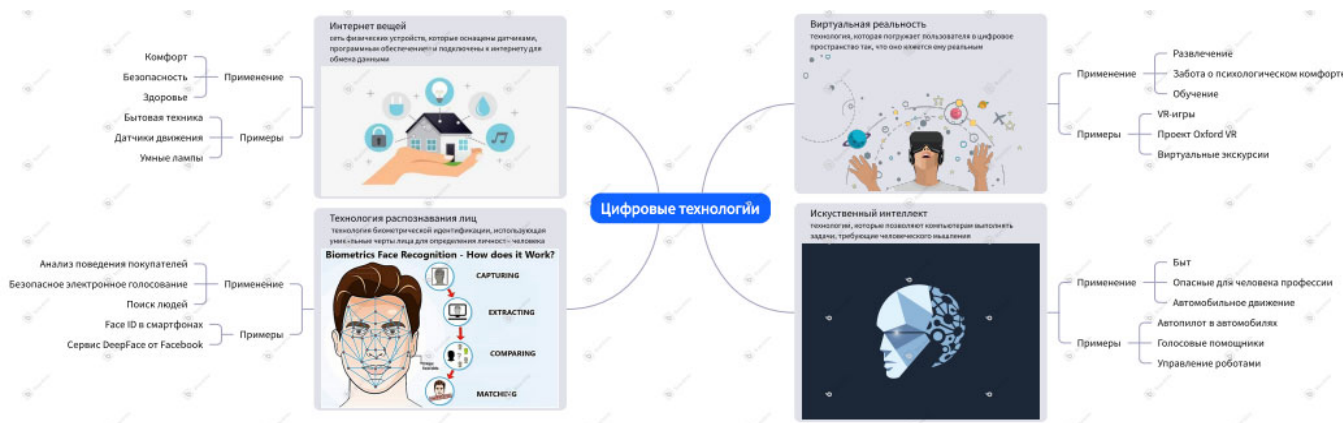 Интернет вещей
сеть физических устройств, которые оснащены датчиками,
программным обеспечением и подключены к интернету для
обмена данными
Применение
Комфорт
Безопасность
Здоровье
Примеры
Бытовая техника
Датчики движения
Умные лампы
Технология распознавания лиц
технология биометрической идентификации, использующая
уникальные черты лица для определения личности человека
Biometrics Face Recognition - How does it Work?
CAPTURING
EXTRACTING
COMPARING
MATCHING
Применение
Анализ поведения покупателей
Безопасное электронное голосование
Поиск людей
Примеры
Face ID в смартфонах
Сервис DeepFace от Facebook
Цифровые технологии
Виртуальная реальность
технология, которая погружает пользователя в цифровое
пространство так, что оно кажется ему реальным
Применение
Развлечение
Забота о психологическом комфорте
Обучение
Примеры
VR-игры
Проект Oxford VR
Виртуальные экскурсии
Искуственный интеллект
технологии, которые позволяют компьютерам выполнять
задачи, требующие человеческого мышления
Применение
Быт
Опасные для человека профессии
Автомобильное движение
Примеры
Автопилот в автомобилях
Голосовые помощники
Управление роботами